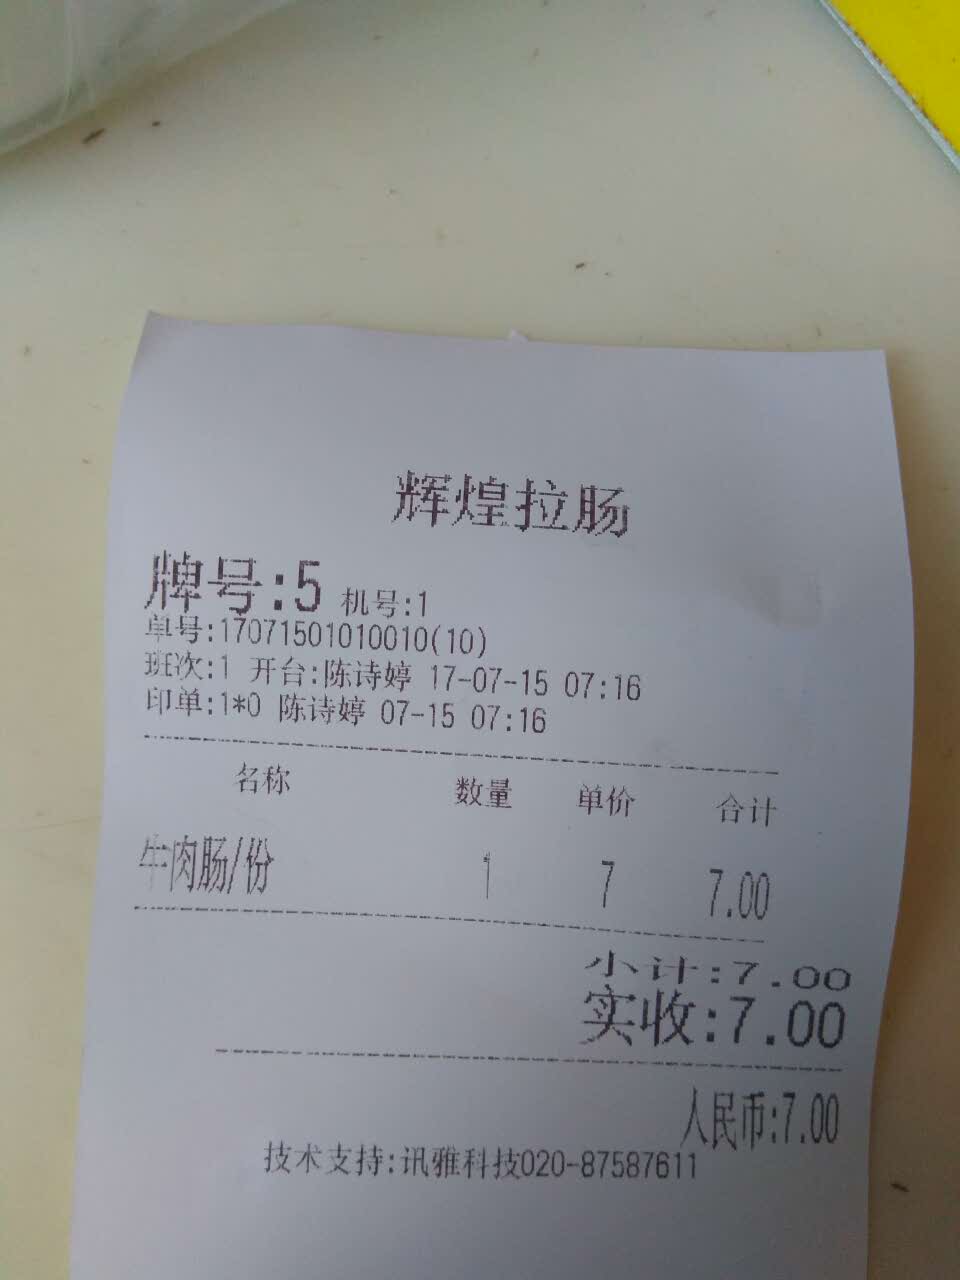 辉煌拉肠
牌号:5 机号:1
单号:17071501010010(10)
班次:1 开台:陈诗婷 17-07-15 07:16
印单:1*0 陈诗婷 07-15 07:16
名称 数量 单价 合计
牛肉肠/份 1 7 7.00
小计:7.00
实收:7.00
人民币:7.00
技术支持:讯雅科技020-87587611